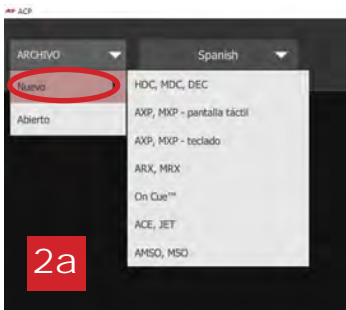 ACP ACP
ARCHIVO Spanish
Nuevo HDC, MDC, DEC
AXP, MXP - pantalla táctil
Abierto
AXP, MXP - teclado
ARX, MRX
On Cue™
ACE, JET
AMSO, MSO
2a